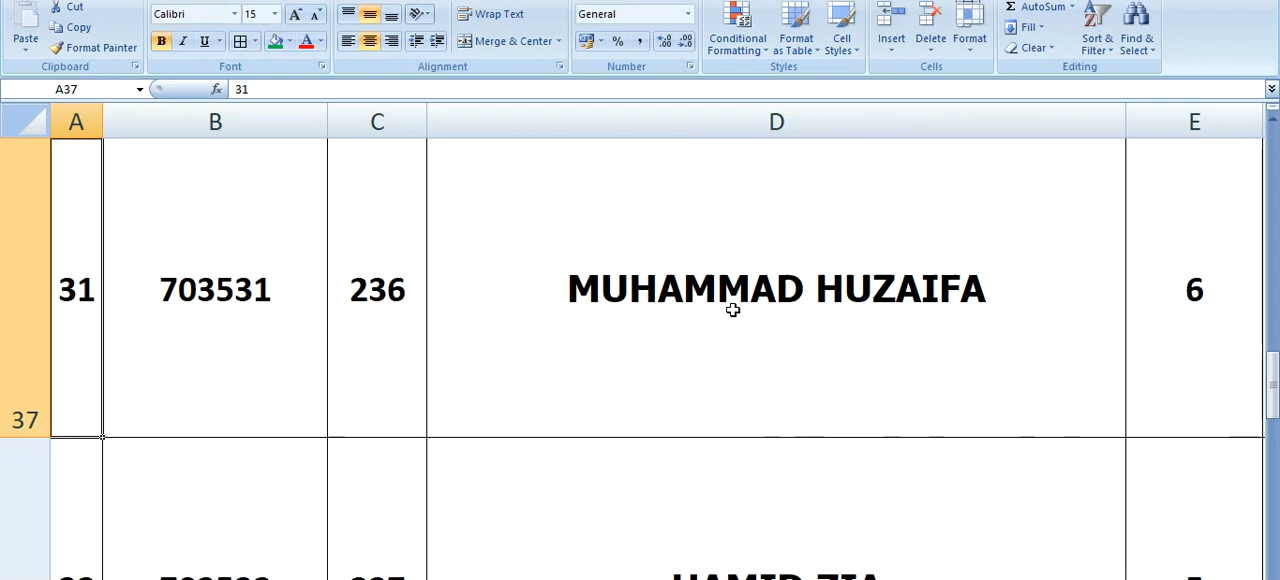 Cut
Calibri 15 Wrap Text General AutoSum
Copy Fill
Paste Format Painter B I U Merge & Center % , Conditional Formatting Format as Table Cell Styles Insert Delete Format Clear Sort & Filter Find & Select
Clipboard Font Alignment Number Styles Cells Editing
A37 fx 31
A B C D E
31 703531 236 MUHAMMAD HUZAIFA 6
37
HAMID ZIA